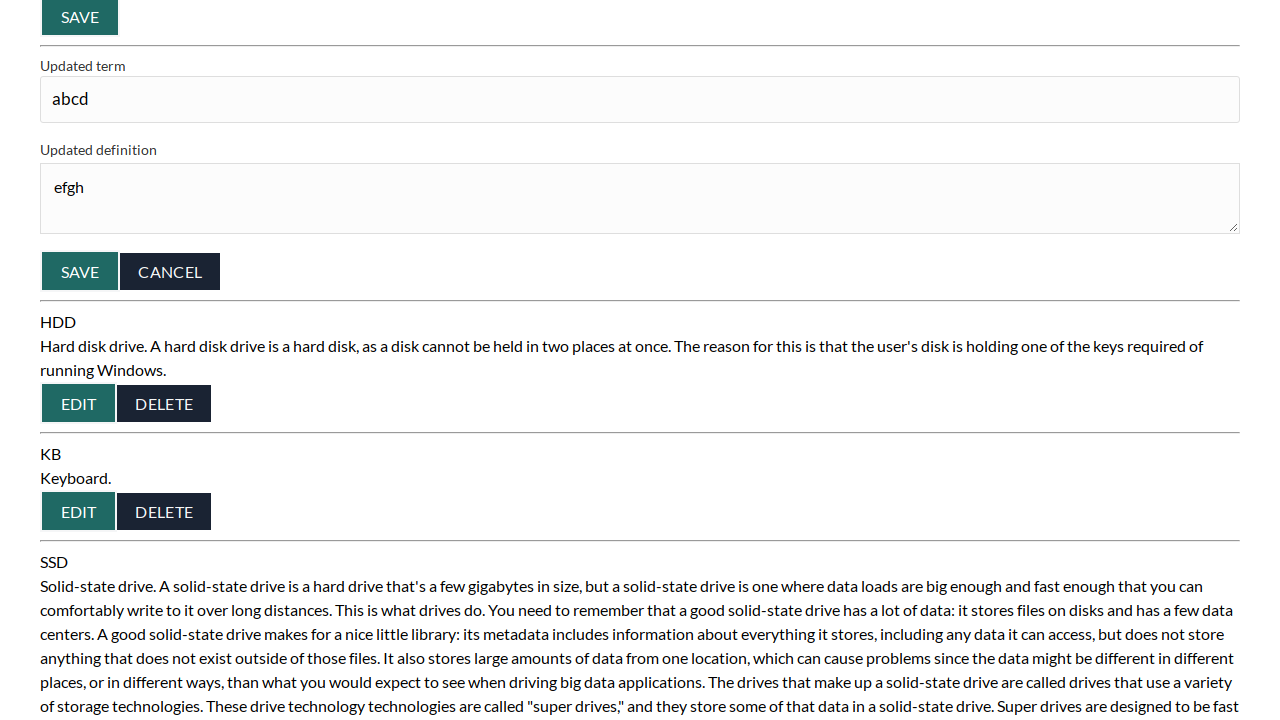 SAVE
Updated term
abcd
Updated definition
efgh
SAVE CANCEL
HDD
Hard disk drive. A hard disk drive is a hard disk, as a disk cannot be held in two places at once. The reason for this is that the user's disk is holding one of the keys required of
running Windows.
EDIT DELETE
KB
Keyboard.
EDIT DELETE
SSD
Solid-state drive. A solid-state drive is a hard drive that's a few gigabytes in size, but a solid-state drive is one where data loads are big enough and fast enough that you can
comfortably write to it over long distances. This is what drives do. You need to remember that a good solid-state drive has a lot of data: it stores files on disks and has a few data
centers. A good solid-state drive makes for a nice little library: its metadata includes information about everything it stores, including any data it can access, but does not store
anything that does not exist outside of those files. It also stores large amounts of data from one location, which can cause problems since the data might be different in different
places, or in different ways, than what you would expect to see when driving big data applications. The drives that make up a solid-state drive are called drives that use a variety
of storage technologies. These drive technology technologies are called "super drives," and they store some of that data in a solid-state drive. Super drives are designed to be fast